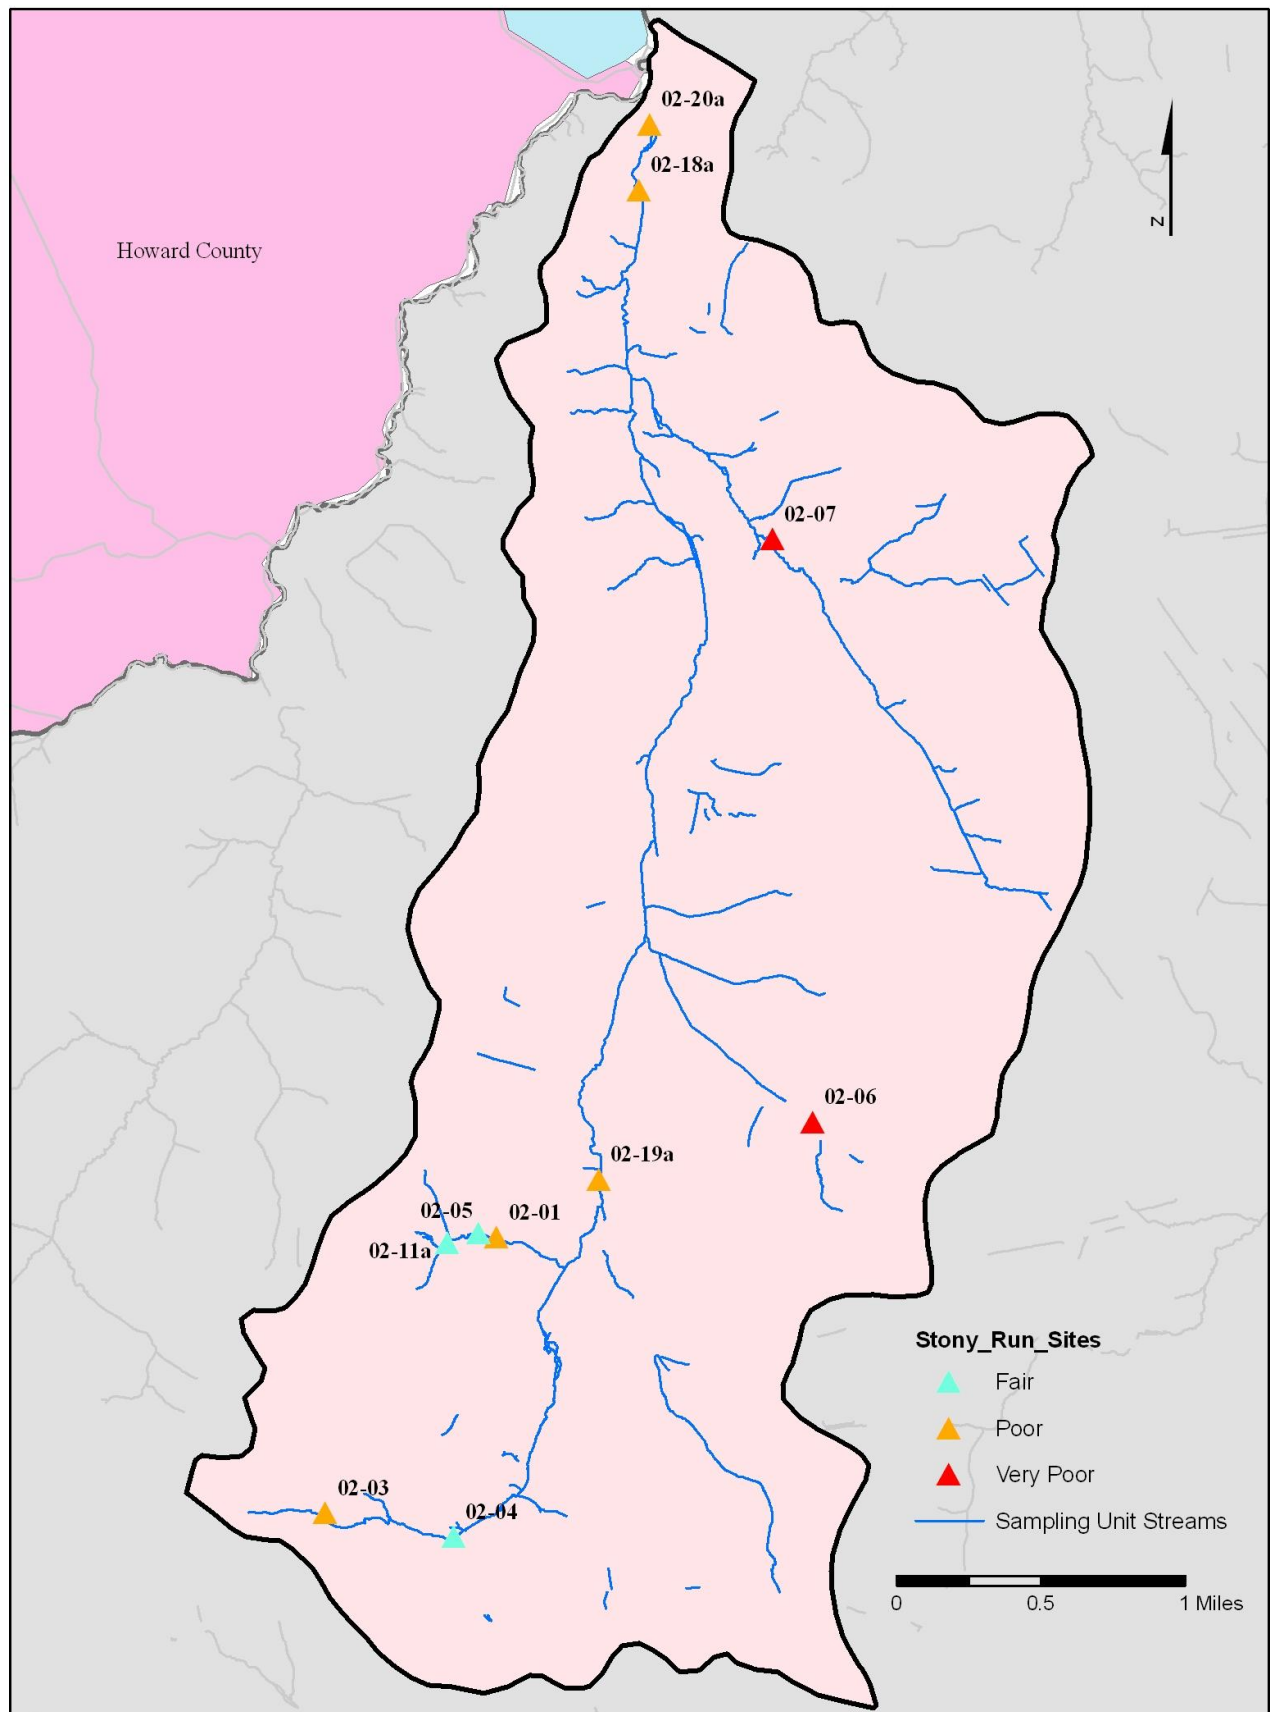 02-20a
02-18a
Howard County
N
02-07
02-06
02-19a
02-05
02-01
02-11a
Stony_Run_Sites
Fair
Poor
Very Poor
Sampling Unit Streams
02-03
02-04
0
0.5
1 Miles